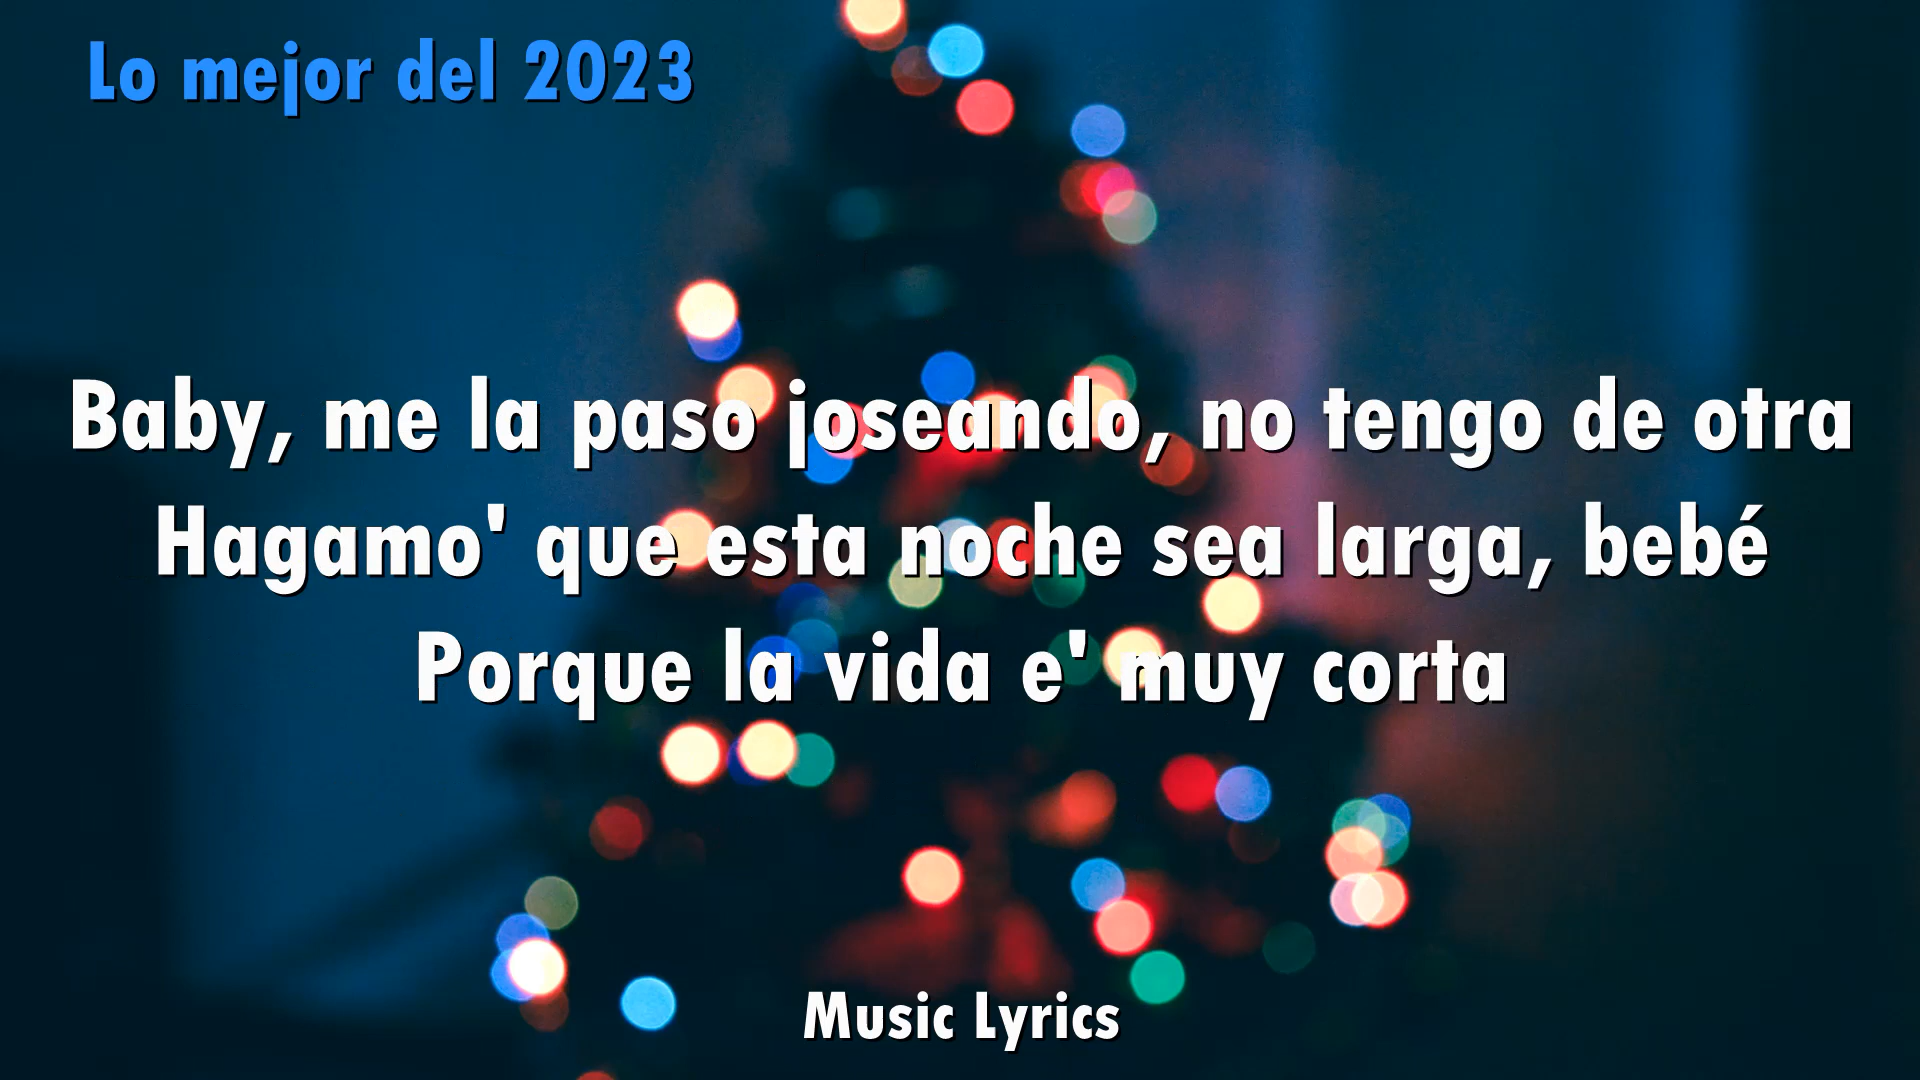 Lo mejor del 2023
Baby, me la paso joseando, no tengo de otra
Hagamo' que esta noche sea larga, bebé
Porque la vida e' muy corta
Music Lyrics